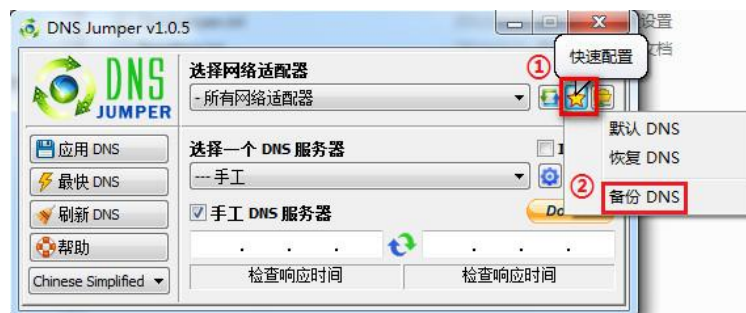 DNS Jumper v1.0.5
设置
快速配置
文档
DNS
JUMPER
选择网络适配器
①
- 所有网络适配器
默认 DNS
应用 DNS
选择一个 DNS 服务器
恢复 DNS
最快 DNS
--- 手工
②
备份 DNS
刷新 DNS
手工 DNS 服务器
帮助
. . .
. . .
Chinese Simplified
检查响应时间
检查响应时间